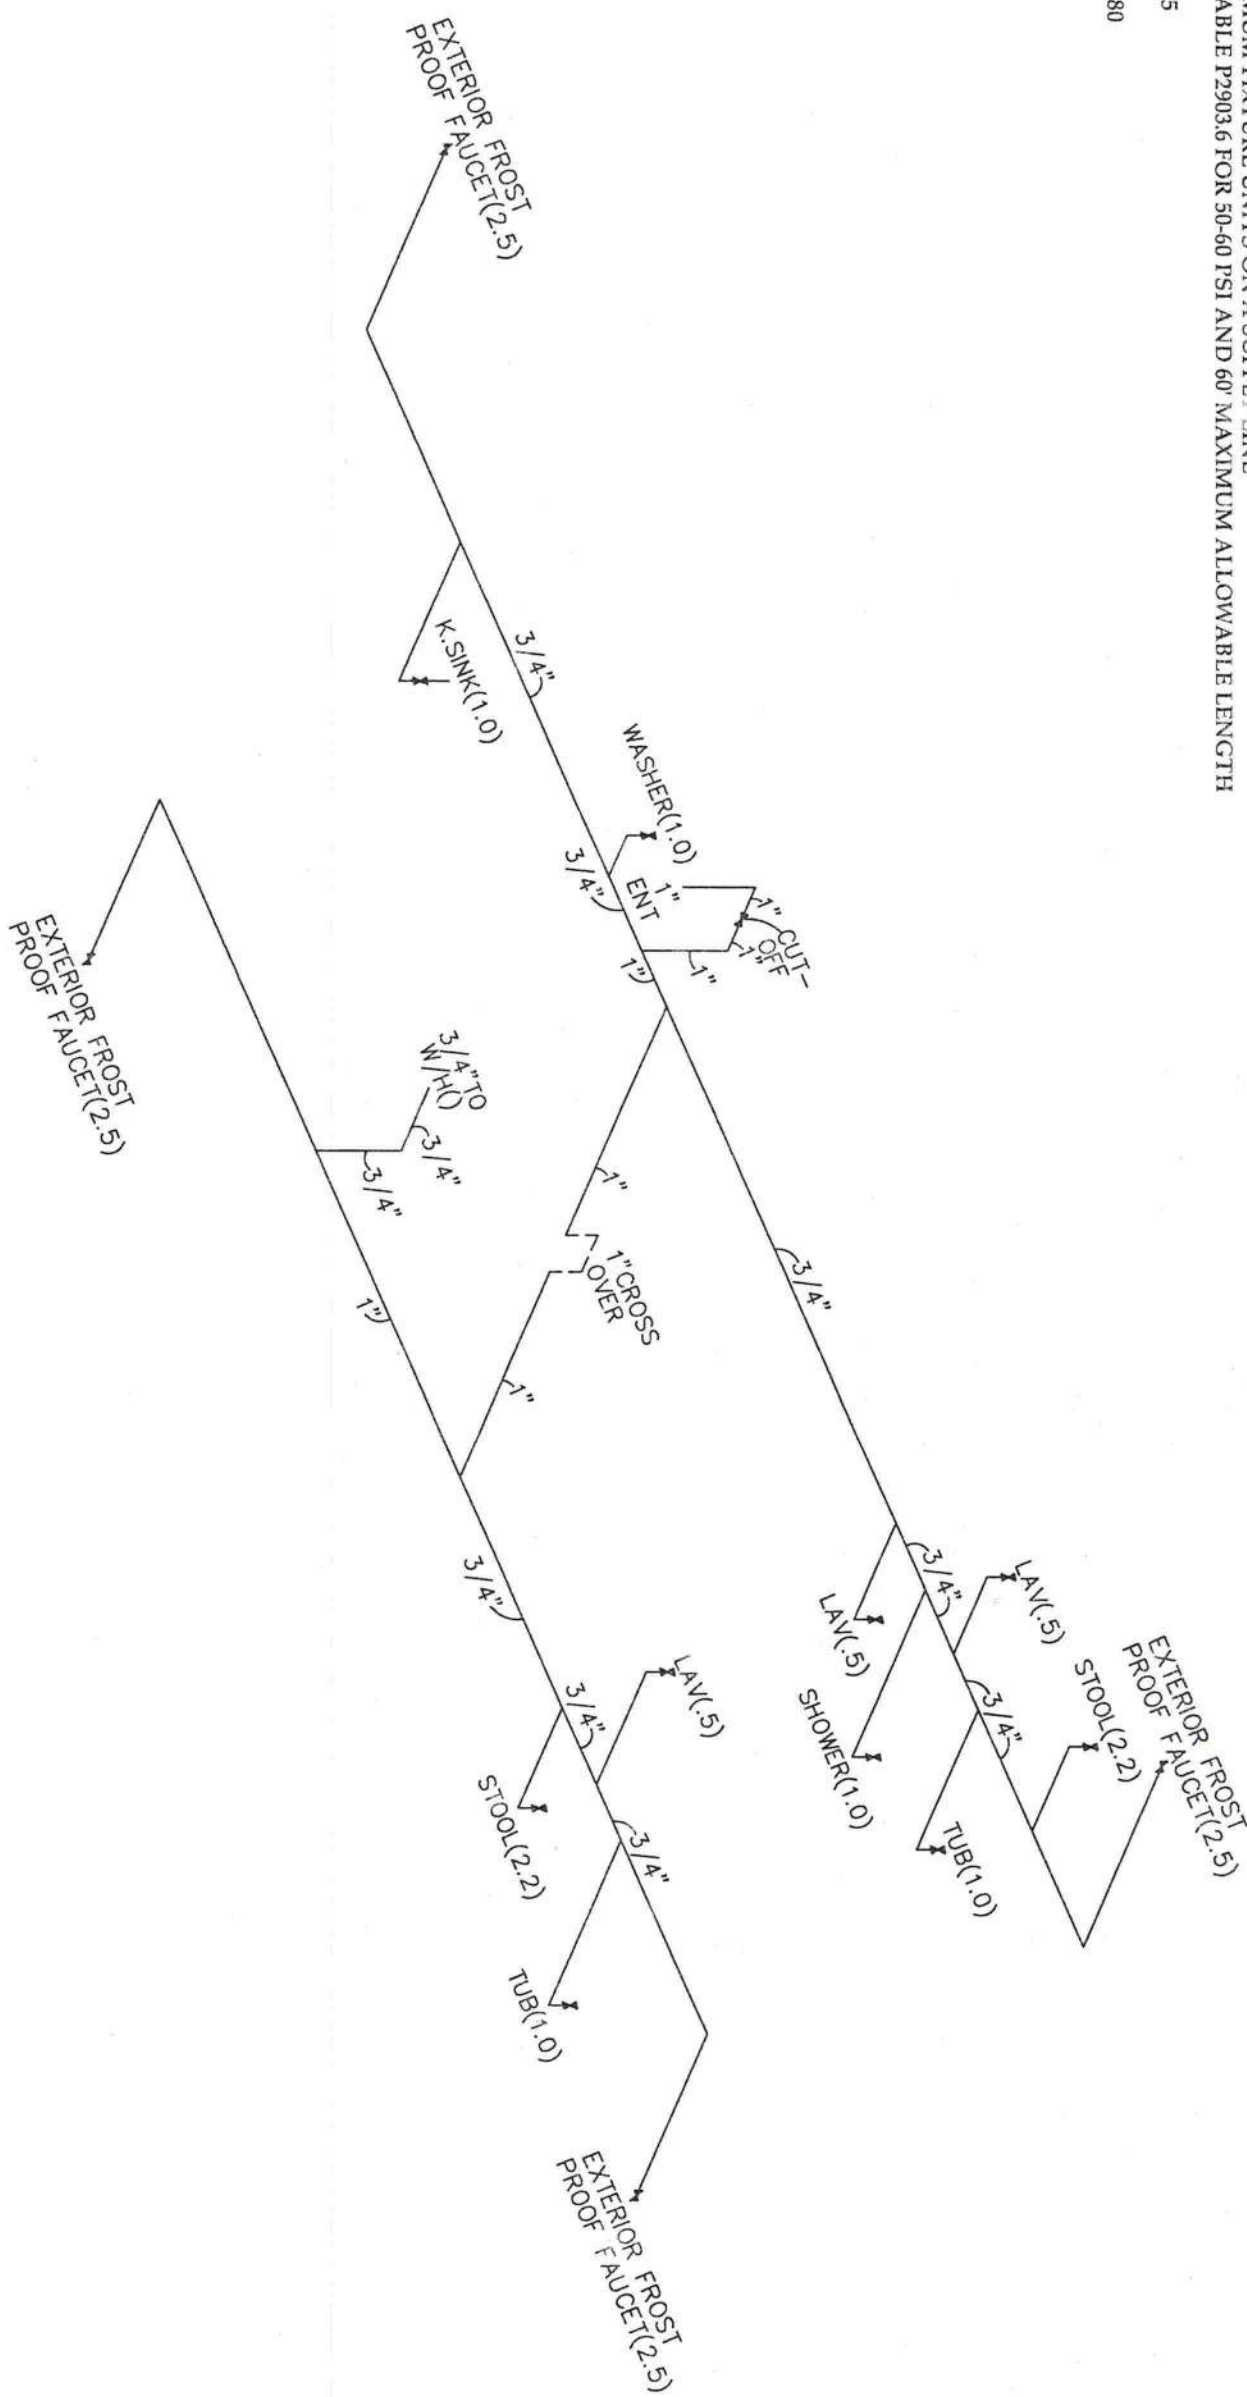 TABLE P2903.6 FOR 50-60 PSI AND 60' MAXIMUM ALLOWABLE LENGTH
5
80
EXTERIOR FROST
PROOF FAUCET(2.5)
K.SINK(1.0)
3/4"
WASHER(1.0)
3/4"
ENT
1"
1"
CUT-
OFF
1"
1"
1"
3/4"
3/4"
LAV(.5)
LAV(.5)
SHOWER(1.0)
3/4"
TUB(1.0)
STOOL(2.2)
EXTERIOR FROST
PROOF FAUCET(2.5)
1"
1" CROSS
OVER
1"
3/4" TO
W/H()
3/4"
3/4"
1"
EXTERIOR FROST
PROOF FAUCET(2.5)
3/4"
3/4"
LAV(.5)
STOOL(2.2)
3/4"
TUB(1.0)
EXTERIOR FROST
PROOF FAUCET(2.5)